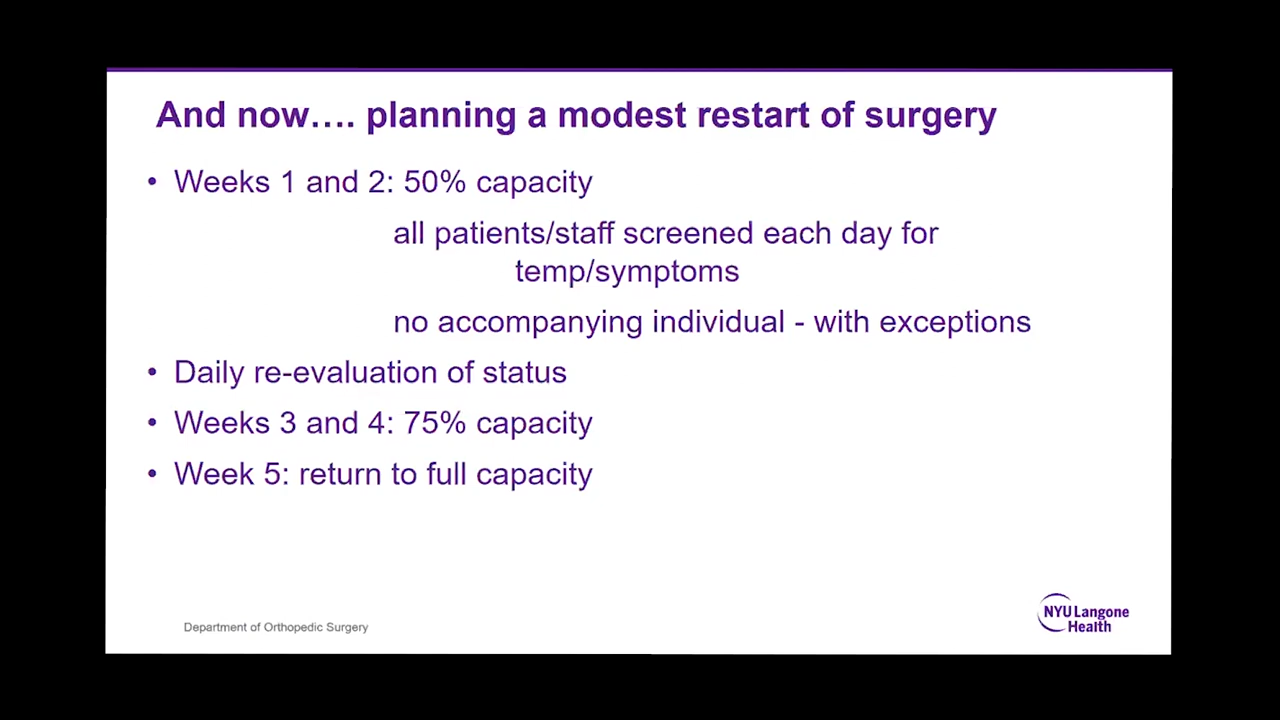 And now.... planning a modest restart of surgery
• Weeks 1 and 2: 50% capacity
all patients/staff screened each day for
temp/symptoms
no accompanying individual - with exceptions
• Daily re-evaluation of status
• Weeks 3 and 4: 75% capacity
• Week 5: return to full capacity
Department of Orthopedic Surgery
NYU Langone
Health